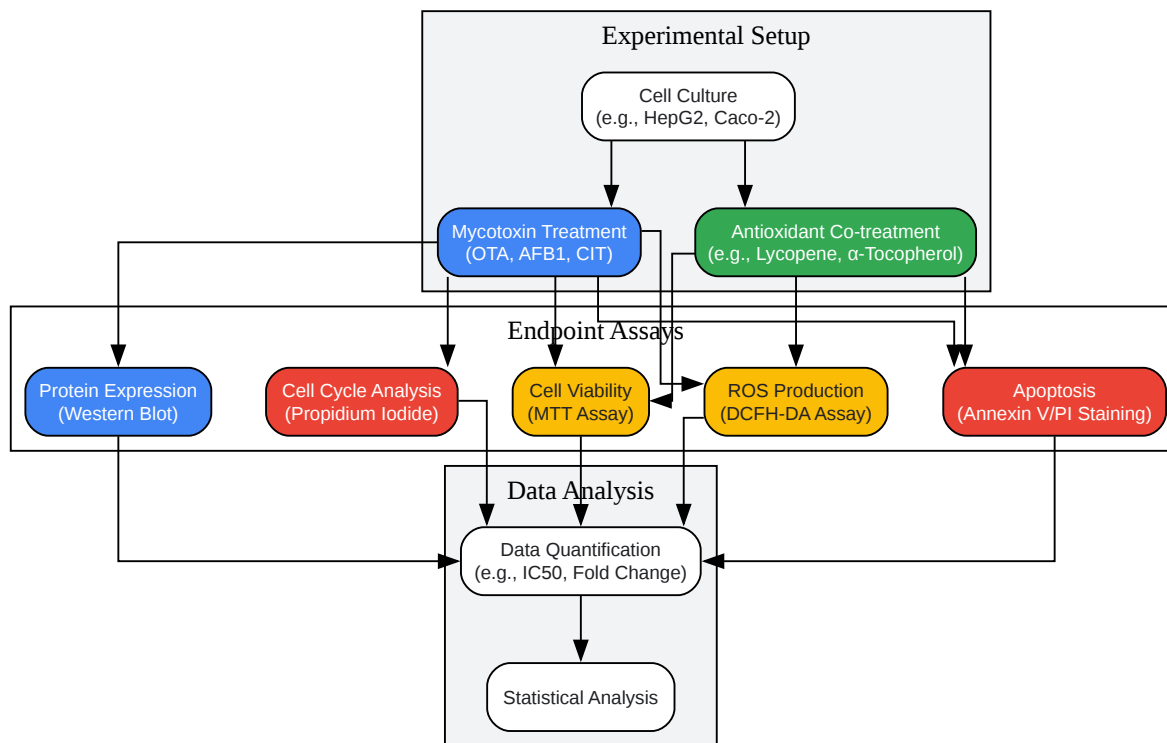 Experimental Setup
Cell Culture
(e.g., HepG2, Caco-2)
Mycotoxin Treatment
(OTA, AFB1, CIT)
Antioxidant Co-treatment
(e.g., Lycopene, α-Tocopherol)
Endpoint Assays
Protein Expression
(Western Blot)
Cell Cycle Analysis
(Propidium Iodide)
Cell Viability
(MTT Assay)
ROS Production
(DCFH-DA Assay)
Apoptosis
(Annexin V/PI Staining)
Data Analysis
Data Quantification
(e.g., IC50, Fold Change)
Statistical Analysis